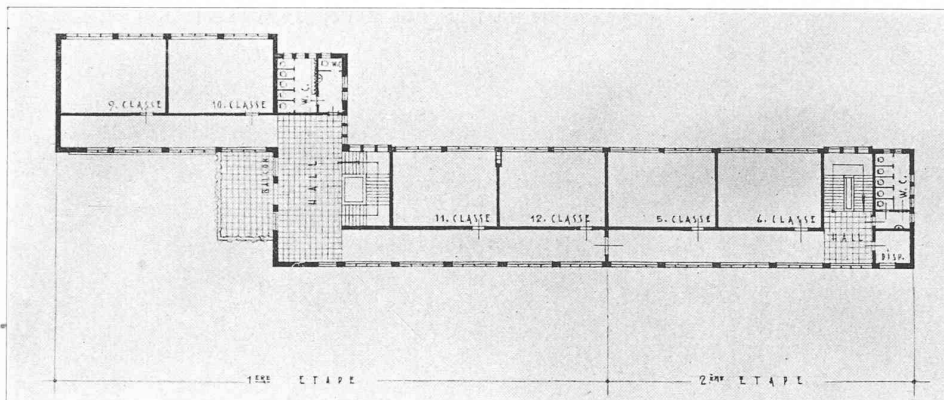 W.C.
W.C.
9. CLASSE
10. CLASSE
BALCON
HALL
11. CLASSE
12. CLASSE
5. CLASSE
6. CLASSE
W.C.
HALL
DISP.
1ÈRE ETAPE
2ÈME ETAPE